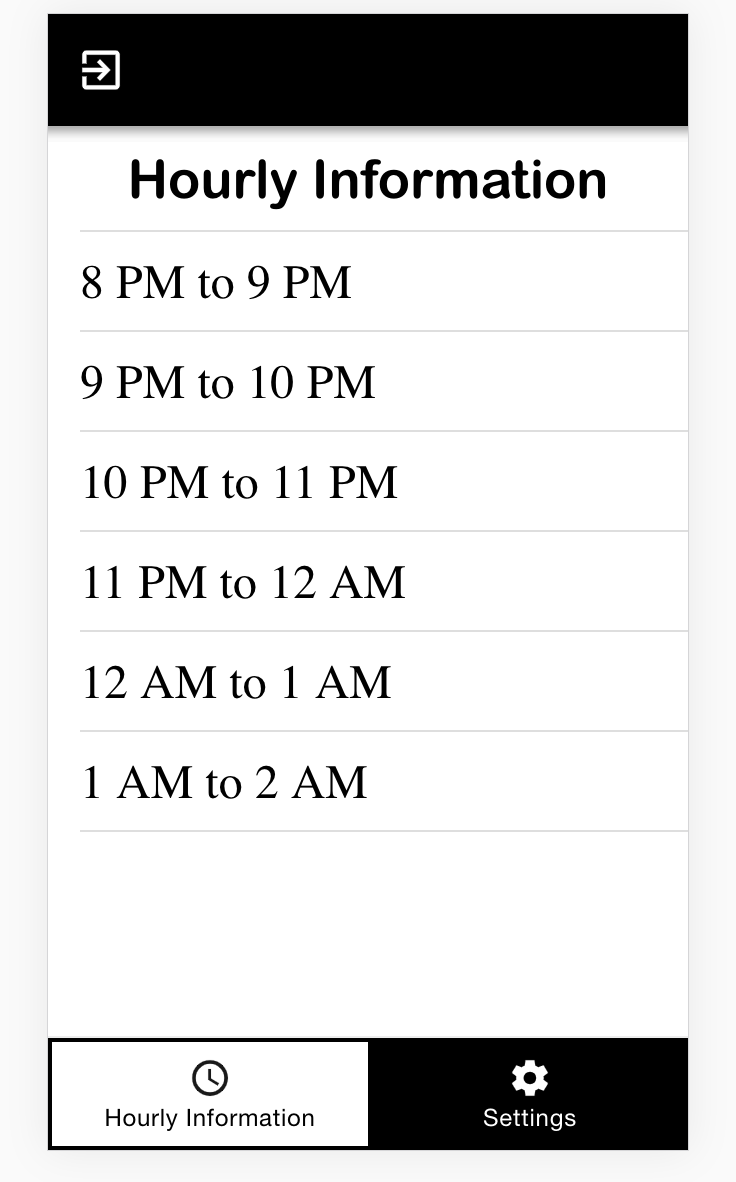 Hourly Information
8 PM to 9 PM
9 PM to 10 PM
10 PM to 11 PM
11 PM to 12 AM
12 AM to 1 AM
1 AM to 2 AM
Hourly Information
Settings